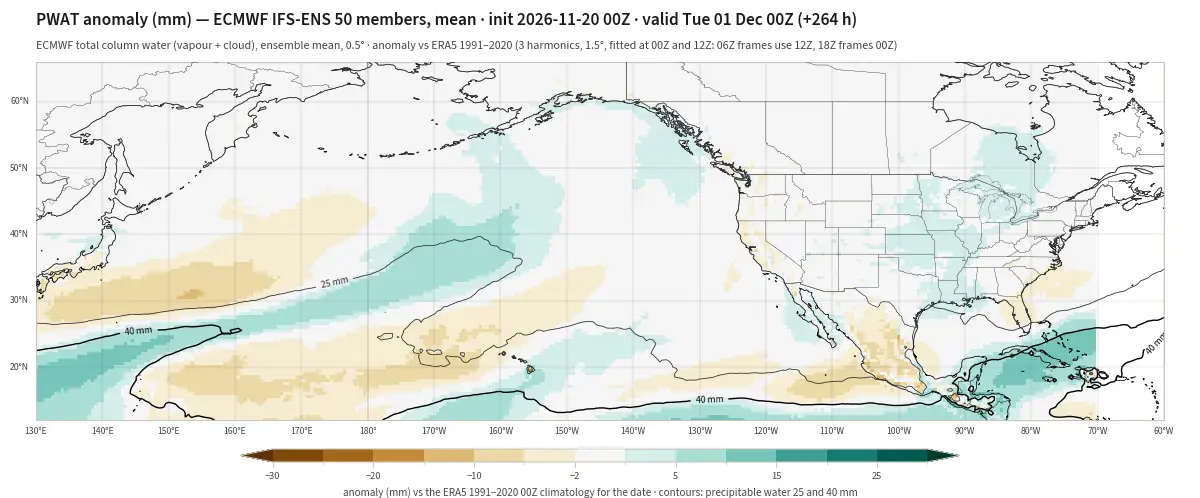 PWAT anomaly (mm) — ECMWF IFS-ENS 50 members, mean · init 2026-11-20 00Z · valid Tue 01 Dec 00Z (+264 h)
ECMWF total column water (vapour + cloud), ensemble mean, 0.5° · anomaly vs ERA5 1991–2020 (3 harmonics, 1.5°, fitted at 00Z and 12Z: 06Z frames use 12Z, 18Z frames 00Z)
60°N
50°N
40°N
30°N
20°N
25 mm
40 mm
40 mm
40 mm
130°E 140°E 150°E 160°E 170°E 180° 170°W 160°W 150°W 140°W 130°W 120°W 110°W 100°W 90°W 80°W 70°W 60°W
−30 −20 −10 −2 5 15 25
anomaly (mm) vs the ERA5 1991–2020 00Z climatology for the date · contours: precipitable water 25 and 40 mm